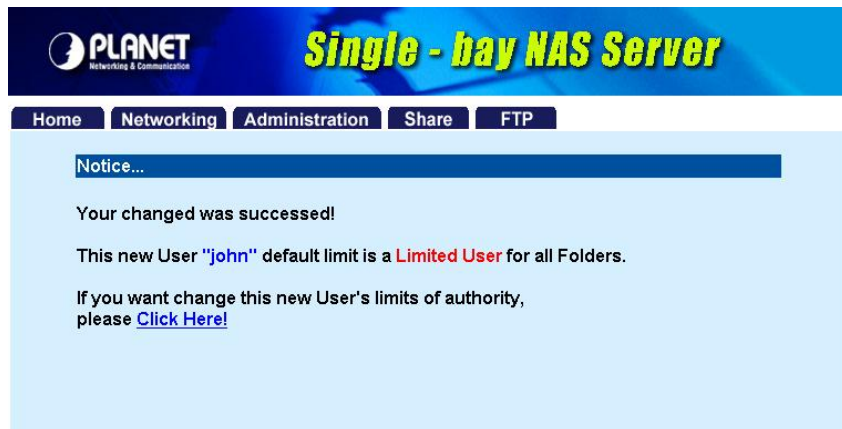 PLANET
Networking & Communication
Single - bay NAS Server
Home Networking Administration Share FTP
Notice...
Your changed was successed!
This new User "john" default limit is a Limited User for all Folders.
If you want change this new User's limits of authority,
please Click Here!